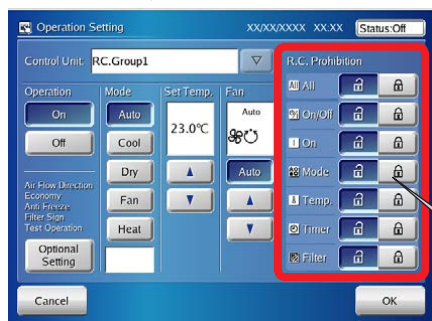 Operation Setting
XX/XX/XXXX XX:XX
Status:Off
Control Unit:
RC.Group1
R.C. Prohibition
Operation
Mode
Set Temp.
Fan
All
On
Auto
Auto
On/Off
23.0°C
Off
Cool
On
Dry
Auto
Mode
Air Flow Direction
Economy
Anti Freeze
Filter Sign
Test Operation
Fan
Temp.
Heat
Timer
Optional
Setting
Filter
Cancel
OK